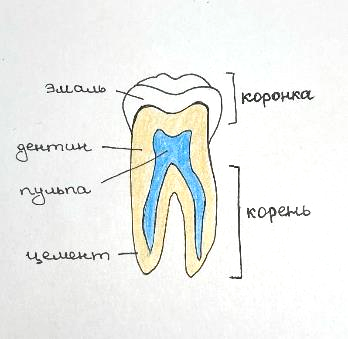 эмаль
коронка
дентин
пульпа
корень
цемент